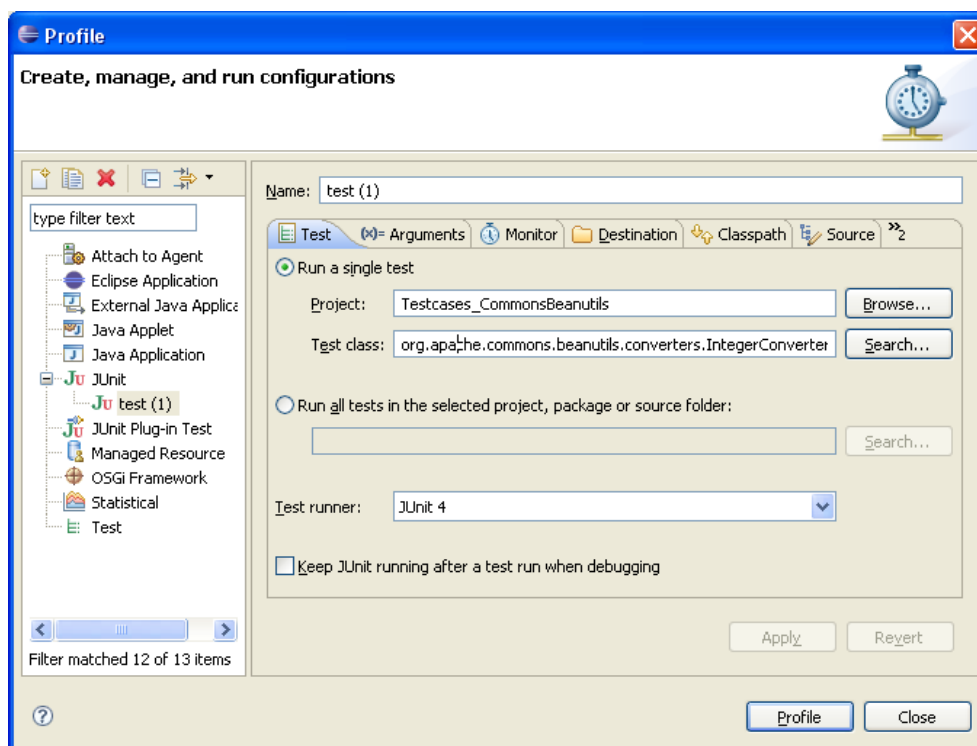 Profile
Create, manage, and run configurations
type filter text
Attach to Agent
Eclipse Application
External Java Applica
Java Applet
Java Application
JUnit
test (1)
JUnit Plug-in Test
Managed Resource
OSGi Framework
Statistical
Test
Filter matched 12 of 13 items
Name: test (1)
Test (x)= Arguments Monitor Destination Classpath Source »2
Run a single test
Project: Testcases_CommonsBeanutils Browse...
Test class: org.apache.commons.beanutils.converters.IntegerConverter Search...
Run all tests in the selected project, package or source folder:
Search...
Test runner: JUnit 4
Keep JUnit running after a test run when debugging
Apply Revert
? Profile Close